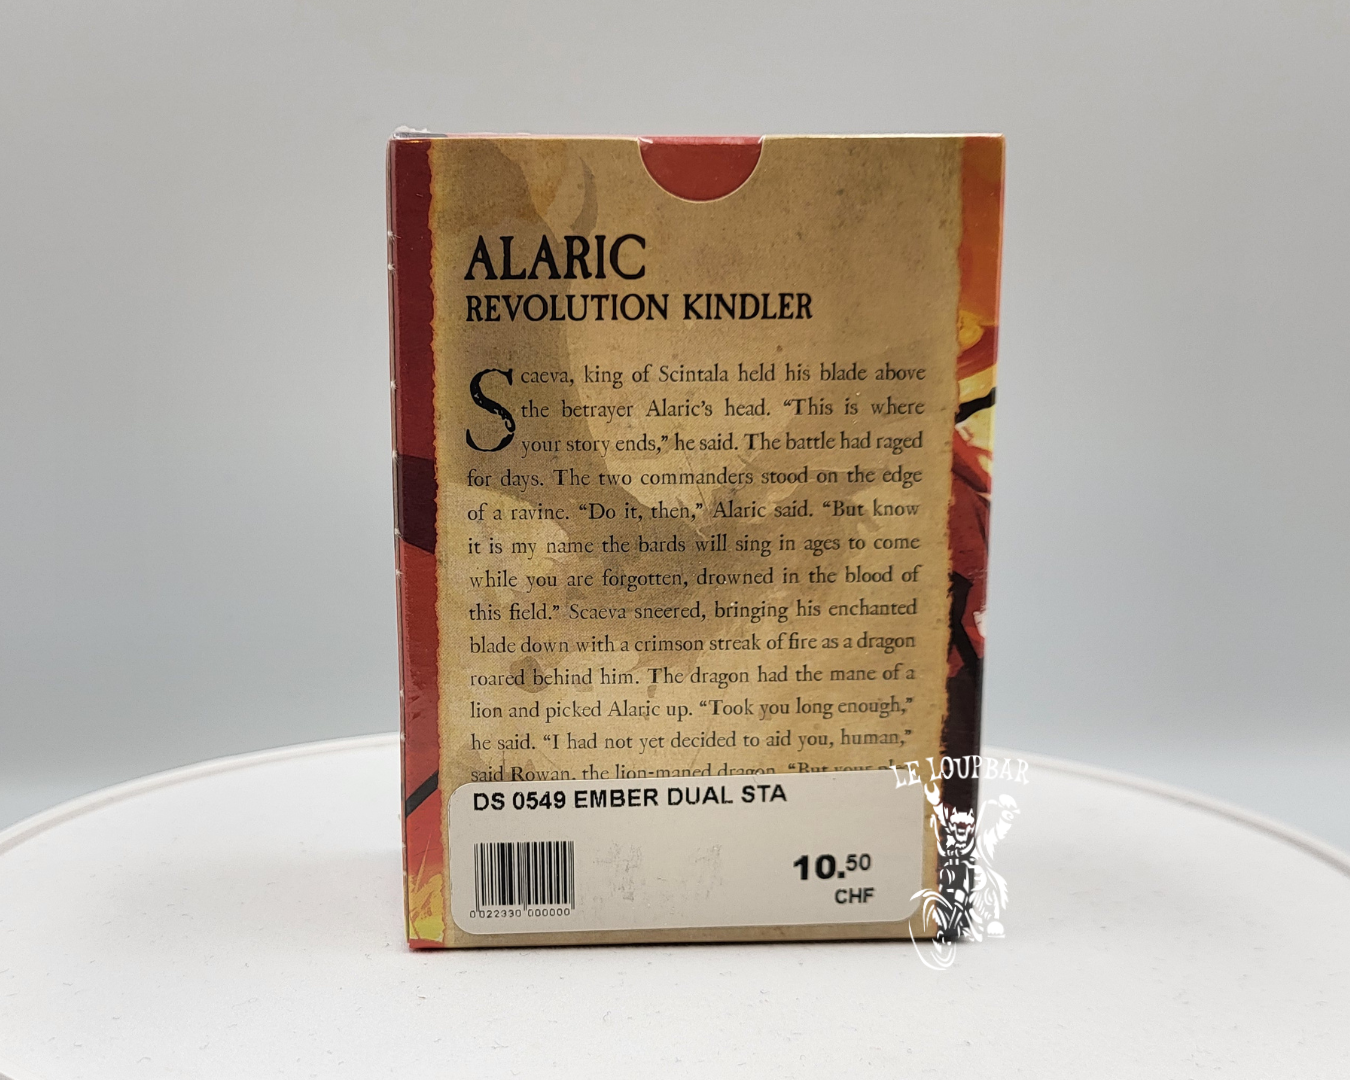 ALARIC
REVOLUTION KINDLER
Scaeva, king of Scintala held his blade above
the betrayer Alaric’s head. “This is where
your story ends,” he said. The battle had raged
for days. The two commanders stood on the edge
of a ravine. “Do it, then,” Alaric said. “But know
it is my name the bards will sing in ages to come
while you are forgotten, drowned in the blood of
this field.” Scaeva sneered, bringing his enchanted
blade down with a crimson streak of fire as a dragon
roared behind him. The dragon had the mane of a
lion and picked Alaric up. “Took you long enough,”
he said. “I had not yet decided to aid you, human,”
said Rowan, the lion-maned dragon. “But your
LE LOUPBAR
DS 0549 EMBER DUAL STA
10.50
CHF
0 022330 000000